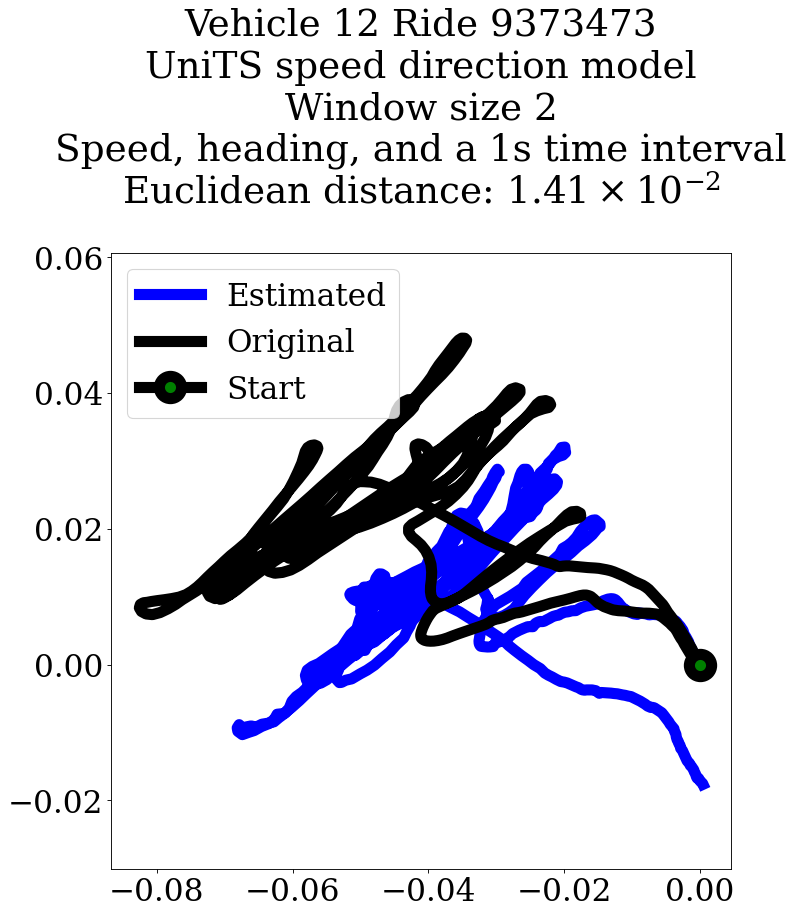 Vehicle 12 Ride 9373473
UniTS speed direction model
Window size 2
Speed, heading, and a 1s time interval
Euclidean distance: 1.41 × 10⁻²
0.06
Estimated
Original
Start
0.04
0.02
0.00
−0.02
−0.08 −0.06 −0.04 −0.02 0.00